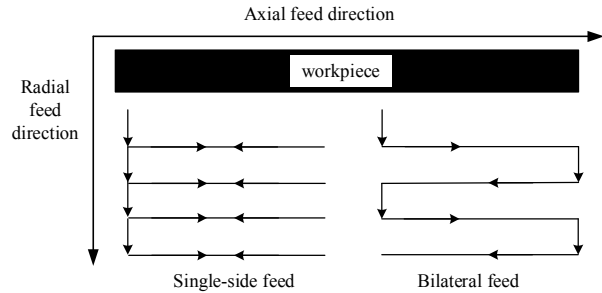 Axial feed direction
workpiece
Radial
feed
direction
Single-side feed
Bilateral feed